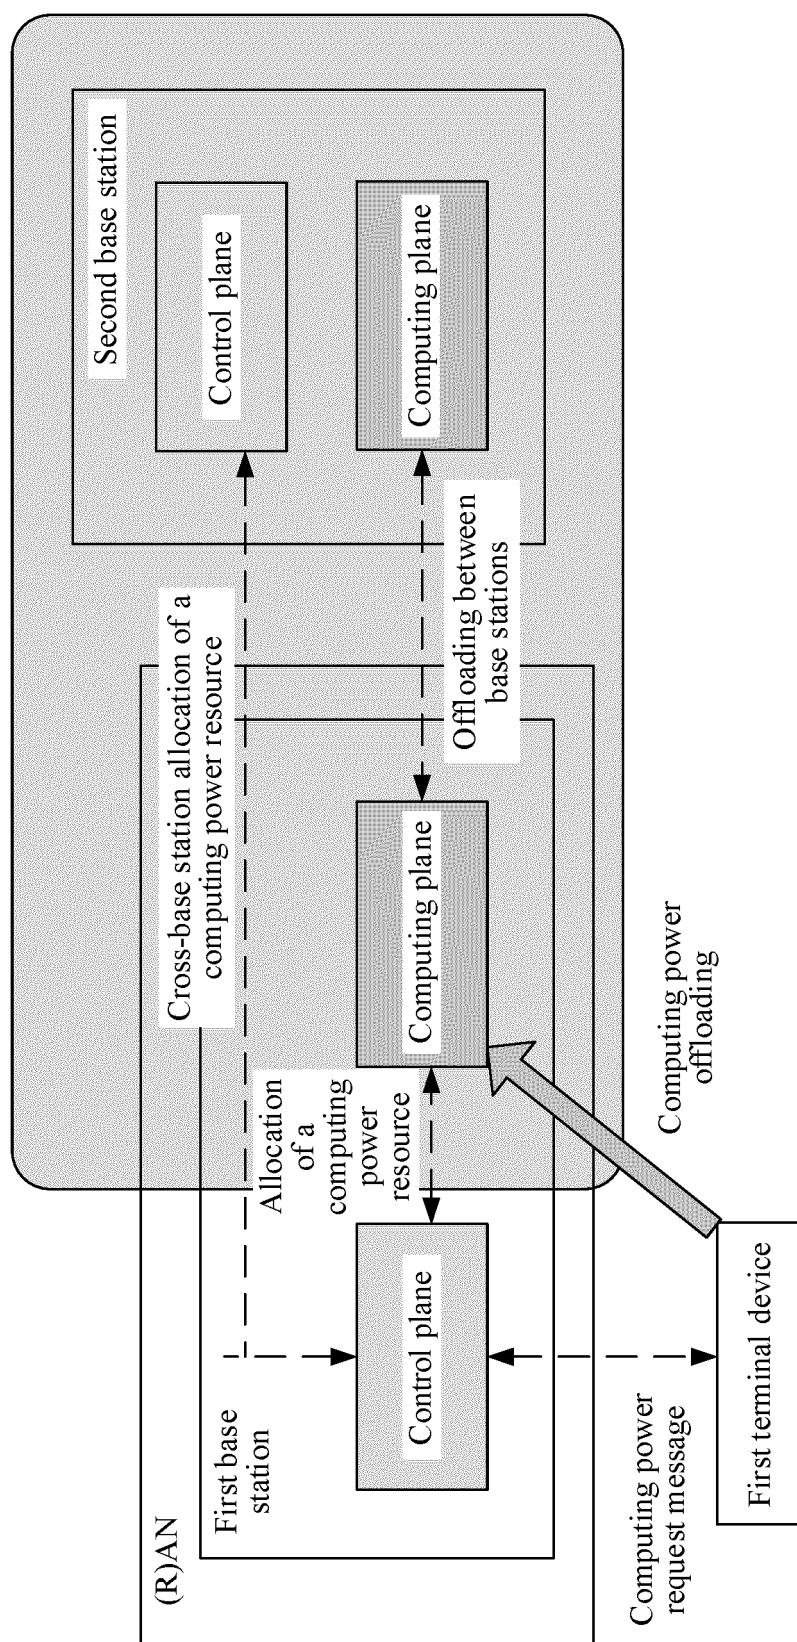 (R)AN
First base
station
Cross-base station allocation of a
computing power resource
Second base station
Control plane
Allocation
of a
computing
power
resource
Control plane
Computing plane
Offloading between
base stations
Computing plane
Computing power
request message
Computing power
offloading
First terminal device